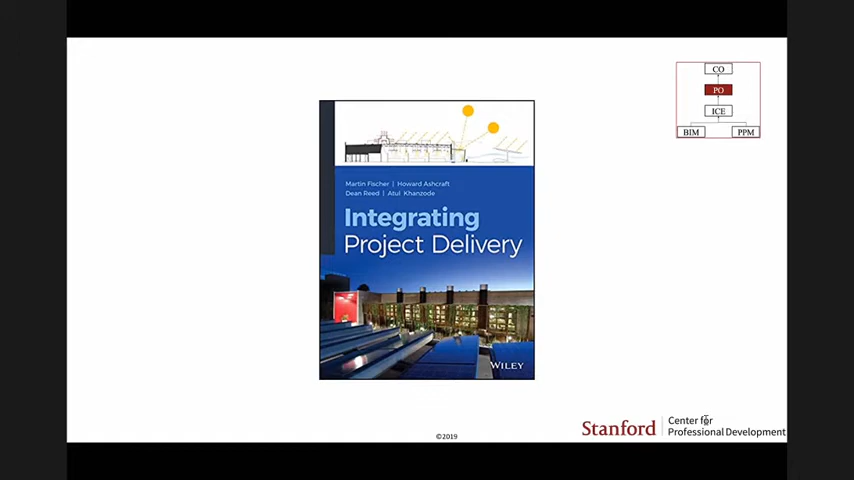 CO
PO
ICE
BIM PPM
Martin Fischer | Howard Ashcraft
Dean Reed | Atul Khanzode
Integrating
Project Delivery
WILEY
©2019
Stanford
Center for
Professional Development